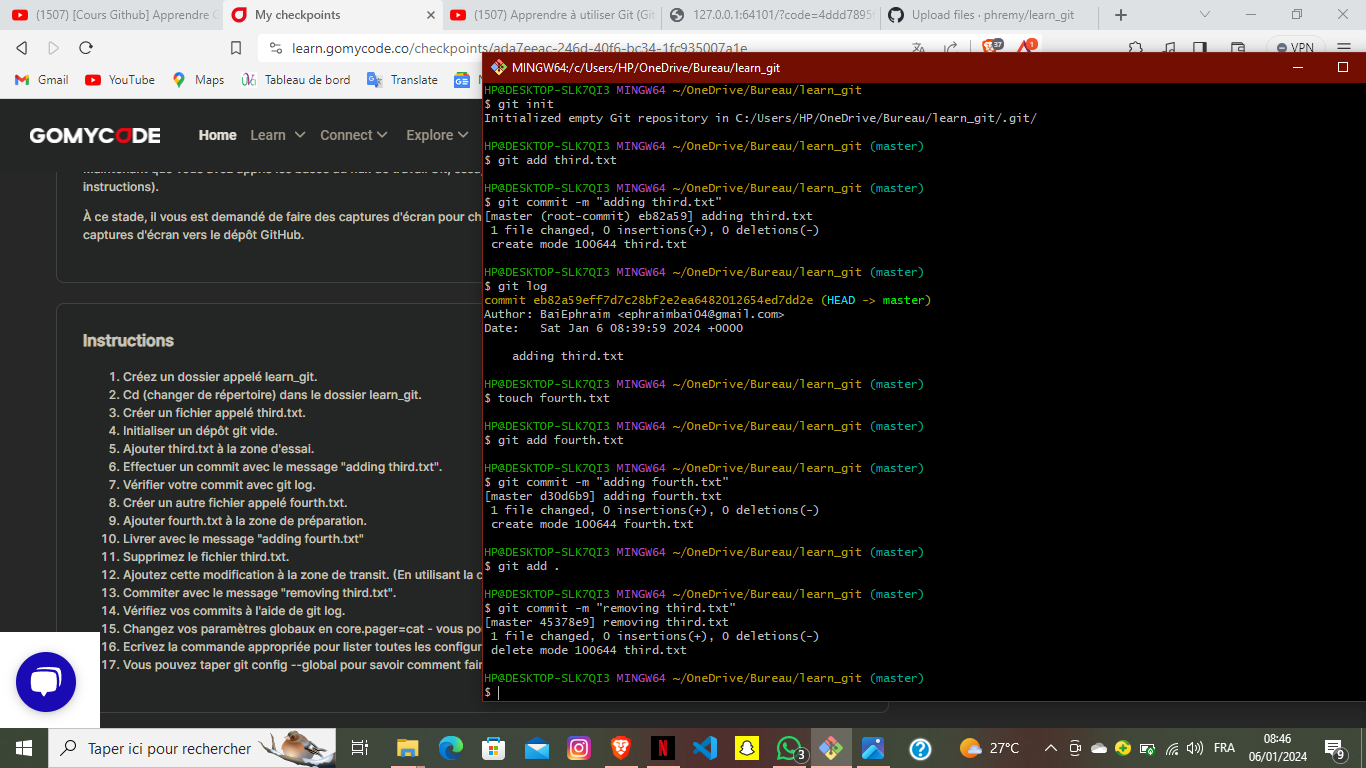 (1507) [Cours Github] Apprendre G
My checkpoints
(1507) Apprendre à utiliser Git (Git
127.0.0.1:64101/?code=4ddd7895
Upload files · phremy/learn_git
learn.gomycode.co/checkpoints/ada7eeac-246d-40f6-bc34-1fc935007a1e
37
1
VPN
Gmail
YouTube
Maps
Tableau de bord
Translate
MINGW64:/c/Users/HP/OneDrive/Bureau/learn_git
GOMYCODE
Home
Learn
Connect
Explore
instructions).
À ce stade, il vous est demandé de faire des captures d'écran pour ch
captures d'écran vers le dépôt GitHub.
Instructions
1. Créez un dossier appelé learn_git.
2. Cd (changer de répertoire) dans le dossier learn_git.
3. Créer un fichier appelé third.txt.
4. Initialiser un dépôt git vide.
5. Ajouter third.txt à la zone d'essai.
6. Effectuer un commit avec le message "adding third.txt".
7. Vérifier votre commit avec git log.
8. Créer un autre fichier appelé fourth.txt.
9. Ajouter fourth.txt à la zone de préparation.
10. Livrer avec le message "adding fourth.txt"
11. Supprimez le fichier third.txt.
12. Ajoutez cette modification à la zone de transit. (En utilisant la c
13. Commiter avec le message "removing third.txt".
14. Vérifiez vos commits à l'aide de git log.
15. Changez vos paramètres globaux en core.pager=cat - vous pou
16. Ecrivez la commande appropriée pour lister toutes les configur
17. Vous pouvez taper git config --global pour savoir comment fair
HP@DESKTOP-SLK7QI3 MINGW64 ~/OneDrive/Bureau/learn_git
$ git init
Initialized empty Git repository in C:/Users/HP/OneDrive/Bureau/learn_git/.git/
HP@DESKTOP-SLK7QI3 MINGW64 ~/OneDrive/Bureau/learn_git (master)
$ git add third.txt
HP@DESKTOP-SLK7QI3 MINGW64 ~/OneDrive/Bureau/learn_git (master)
$ git commit -m "adding third.txt"
[master (root-commit) eb82a59] adding third.txt
1 file changed, 0 insertions(+), 0 deletions(-)
create mode 100644 third.txt
HP@DESKTOP-SLK7QI3 MINGW64 ~/OneDrive/Bureau/learn_git (master)
$ git log
commit eb82a59eff7d7c28bf2e2ea6482012654ed7dd2e (HEAD -> master)
Author: BaiEphraim <ephraimbai04@gmail.com>
Date: Sat Jan 6 08:39:59 2024 +0000
adding third.txt
HP@DESKTOP-SLK7QI3 MINGW64 ~/OneDrive/Bureau/learn_git (master)
$ touch fourth.txt
HP@DESKTOP-SLK7QI3 MINGW64 ~/OneDrive/Bureau/learn_git (master)
$ git add fourth.txt
HP@DESKTOP-SLK7QI3 MINGW64 ~/OneDrive/Bureau/learn_git (master)
$ git commit -m "adding fourth.txt"
[master d30d6b9] adding fourth.txt
1 file changed, 0 insertions(+), 0 deletions(-)
create mode 100644 fourth.txt
HP@DESKTOP-SLK7QI3 MINGW64 ~/OneDrive/Bureau/learn_git (master)
$ git add .
HP@DESKTOP-SLK7QI3 MINGW64 ~/OneDrive/Bureau/learn_git (master)
$ git commit -m "removing third.txt"
[master 45378e9] removing third.txt
1 file changed, 0 insertions(+), 0 deletions(-)
delete mode 100644 third.txt
HP@DESKTOP-SLK7QI3 MINGW64 ~/OneDrive/Bureau/learn_git (master)
$
Taper ici pour rechercher
3
27°C
FRA
08:46
06/01/2024
9